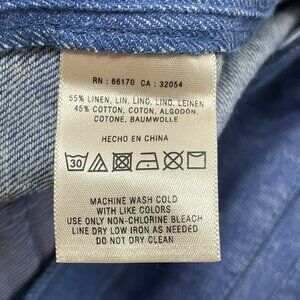 RN : 66170 CA : 32054
55% LINEN, LIN, LINO, LINO, LEINEN
45% COTTON, COTON, ALGODÓN,
COTONE, BAUMWOLLE
HECHO EN CHINA
30
MACHINE WASH COLD
WITH LIKE COLORS
USE ONLY NON-CHLORINE BLEACH
LINE DRY LOW IRON AS NEEDED
DO NOT DRY CLEAN